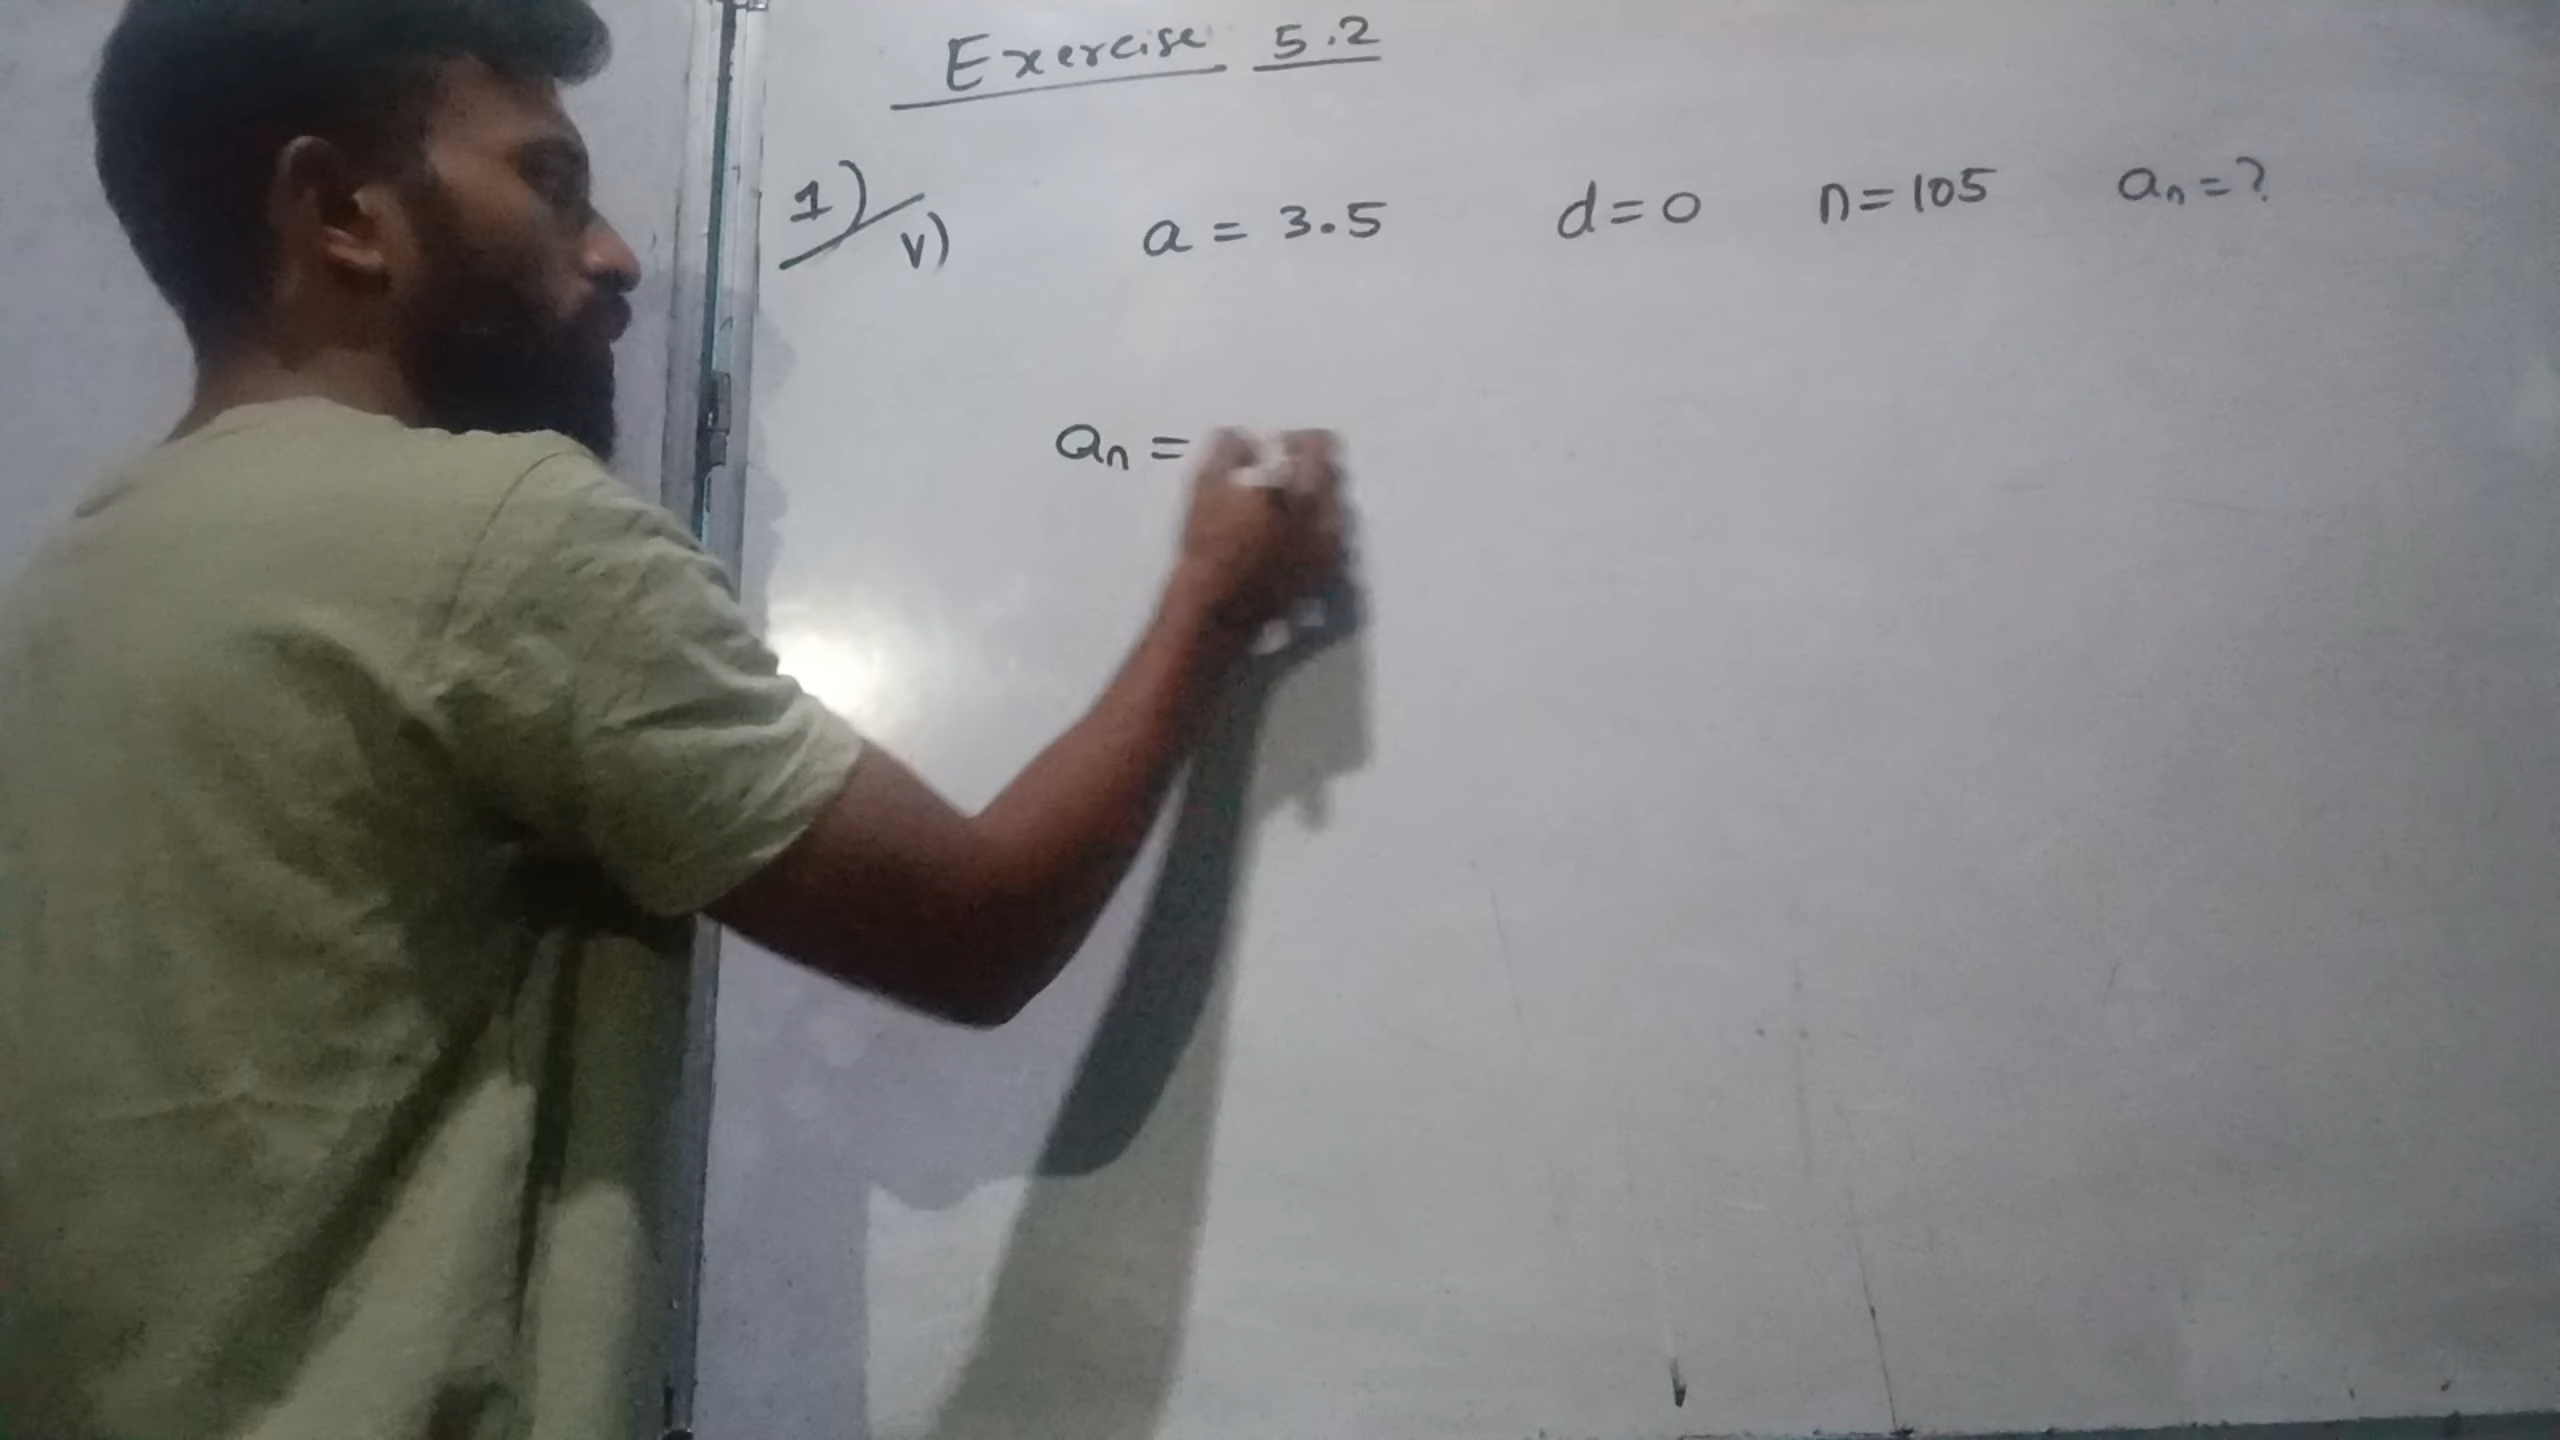 Exercise 5.2
1) v) a = 3.5 d=0 n=105 an=?
an =